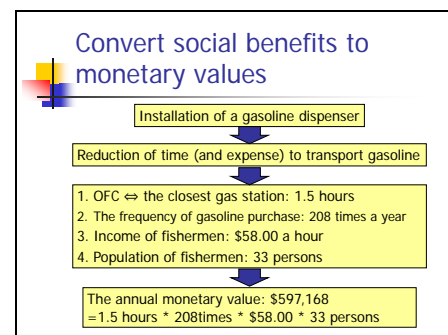 Convert social benefits to
monetary values
Installation of a gasoline dispenser
Reduction of time (and expense) to transport gasoline
1. OFC ⇔ the closest gas station: 1.5 hours
2. The frequency of gasoline purchase: 208 times a year
3. Income of fishermen: $58.00 a hour
4. Population of fishermen: 33 persons
The annual monetary value: $597,168
=1.5 hours * 208times * $58.00 * 33 persons